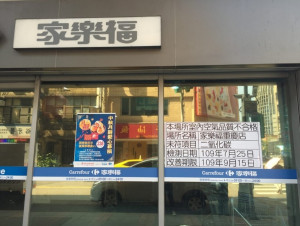 家樂福
本場所室內空氣品質不合格
場所名稱 家樂福重慶店
未符項目 二氧化碳
檢測日期 109年7月25日
改善期限 109年9月15日
Carrefour 家樂福
Carrefour 家樂福